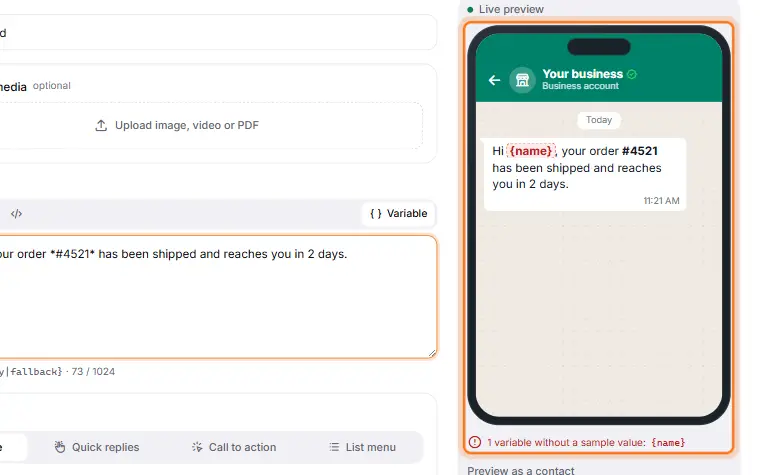 Live preview
d
media optional
Upload image, video or PDF
</>
{ } Variable
our order *#4521* has been shipped and reaches you in 2 days.
y|fallback} · 73 / 1024
e
Quick replies
Call to action
List menu
Your business
Business account
Today
Hi {name}, your order #4521
has been shipped and reaches
you in 2 days.
11:21 AM
1 variable without a sample value: {name}
Preview as a contact